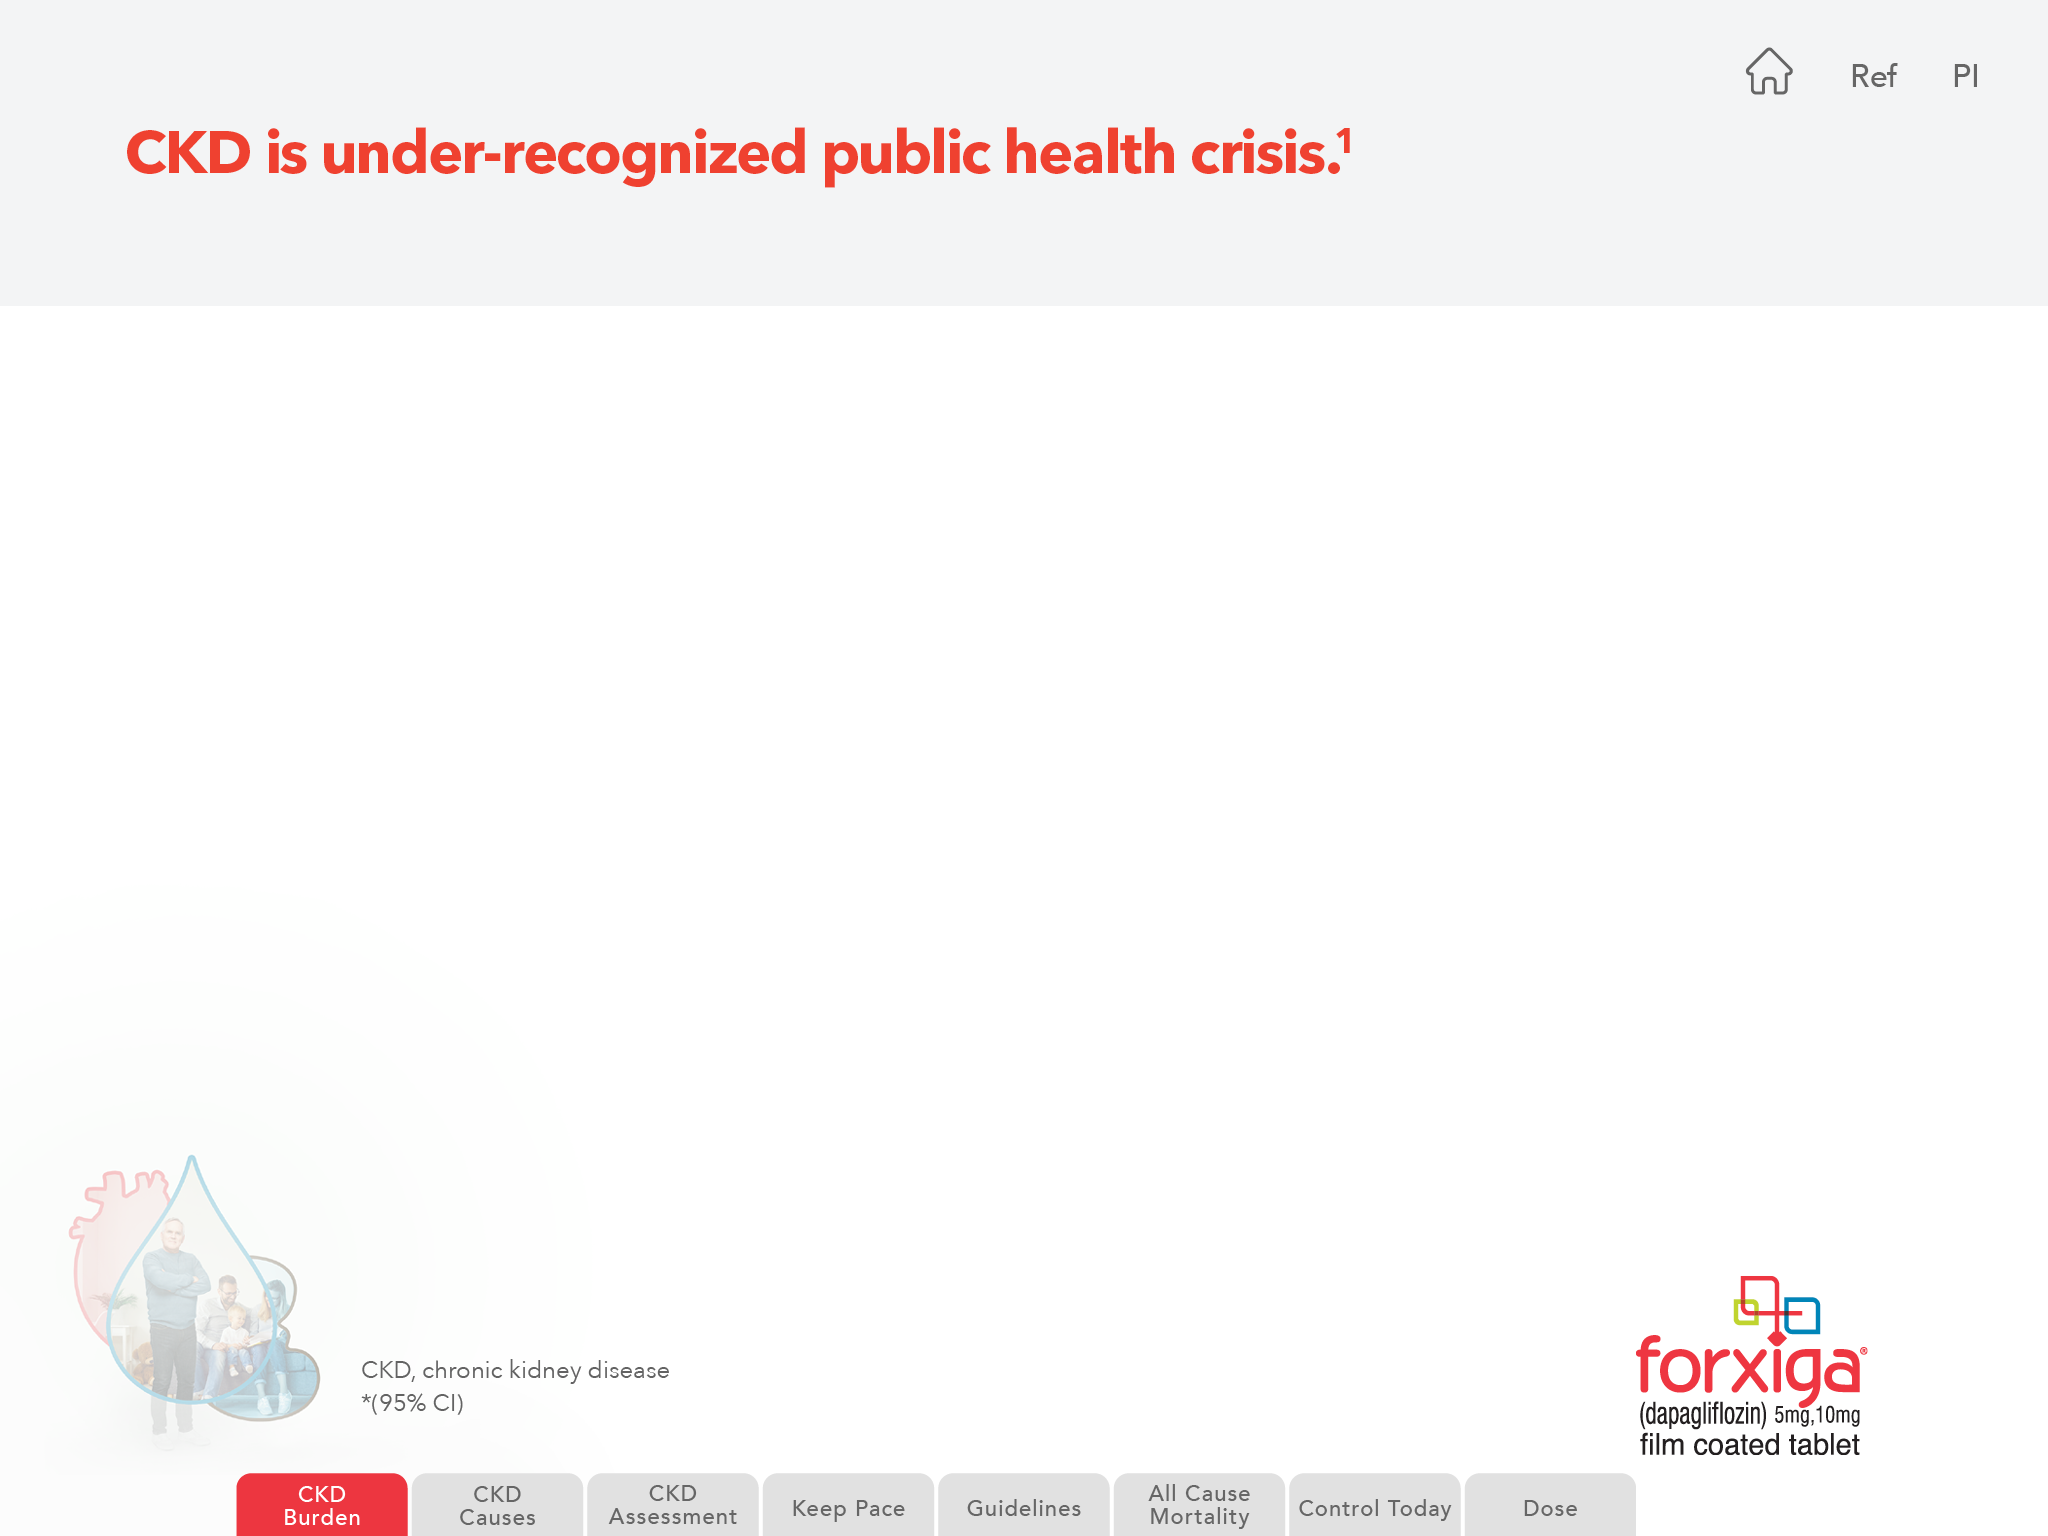 Ref
PI
CKD is under-recognized public health crisis.¹
CKD, chronic kidney disease
*(95% CI)
forxiga®
(dapagliflozin) 5mg,10mg
film coated tablet
CKD
Burden
CKD
Causes
CKD
Assessment
Keep Pace
Guidelines
All Cause
Mortality
Control Today
Dose